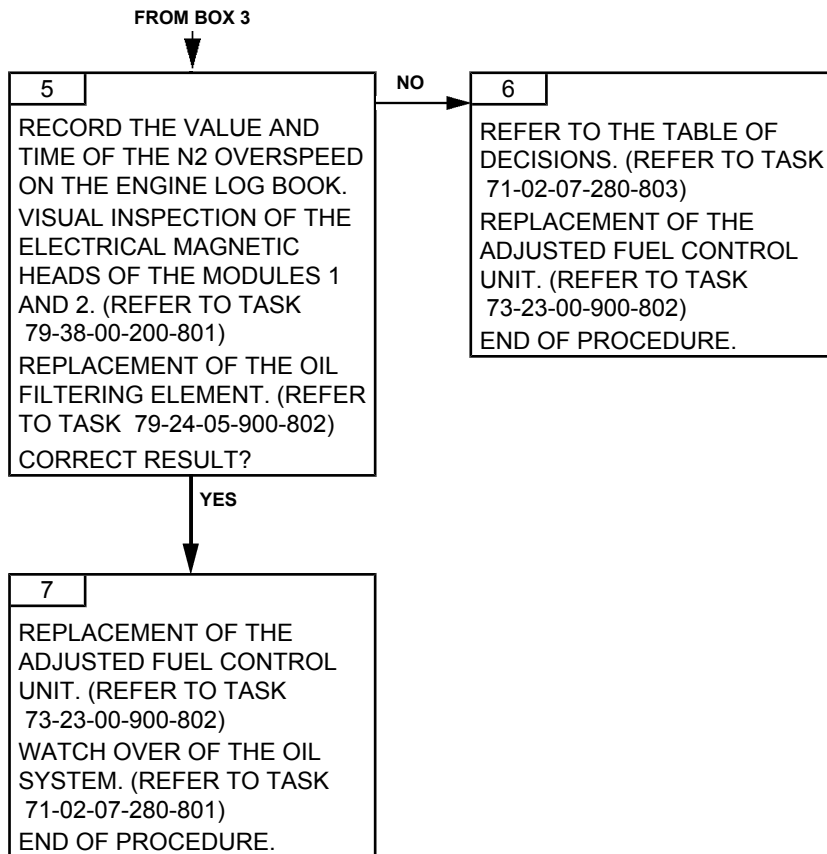 FROM BOX 3
5
RECORD THE VALUE AND
TIME OF THE N2 OVERSPEED
ON THE ENGINE LOG BOOK.
VISUAL INSPECTION OF THE
ELECTRICAL MAGNETIC
HEADS OF THE MODULES 1
AND 2. (REFER TO TASK
79-38-00-200-801)
REPLACEMENT OF THE OIL
FILTERING ELEMENT. (REFER
TO TASK 79-24-05-900-802)
CORRECT RESULT?
NO
6
REFER TO THE TABLE OF
DECISIONS. (REFER TO TASK
71-02-07-280-803)
REPLACEMENT OF THE
ADJUSTED FUEL CONTROL
UNIT. (REFER TO TASK
73-23-00-900-802)
END OF PROCEDURE.
YES
7
REPLACEMENT OF THE
ADJUSTED FUEL CONTROL
UNIT. (REFER TO TASK
73-23-00-900-802)
WATCH OVER OF THE OIL
SYSTEM. (REFER TO TASK
71-02-07-280-801)
END OF PROCEDURE.